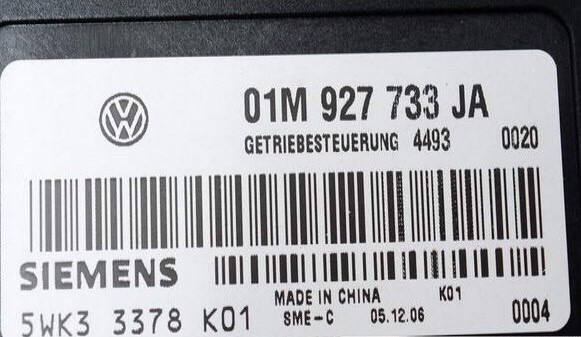 01M 927 733 JA
GETRIEBESTEUERUNG 4493 0020
SIEMENS
MADE IN CHINA K01
5WK3 3378 K01 SME-C 05.12.06 0004